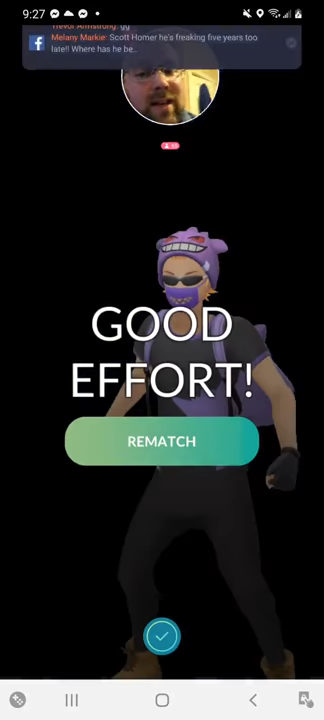 9:27
Trevor Armstrong: gg
Melany Markie: Scott Homer he's freaking five years too
late!! Where has he be..
GOOD
EFFORT!
REMATCH